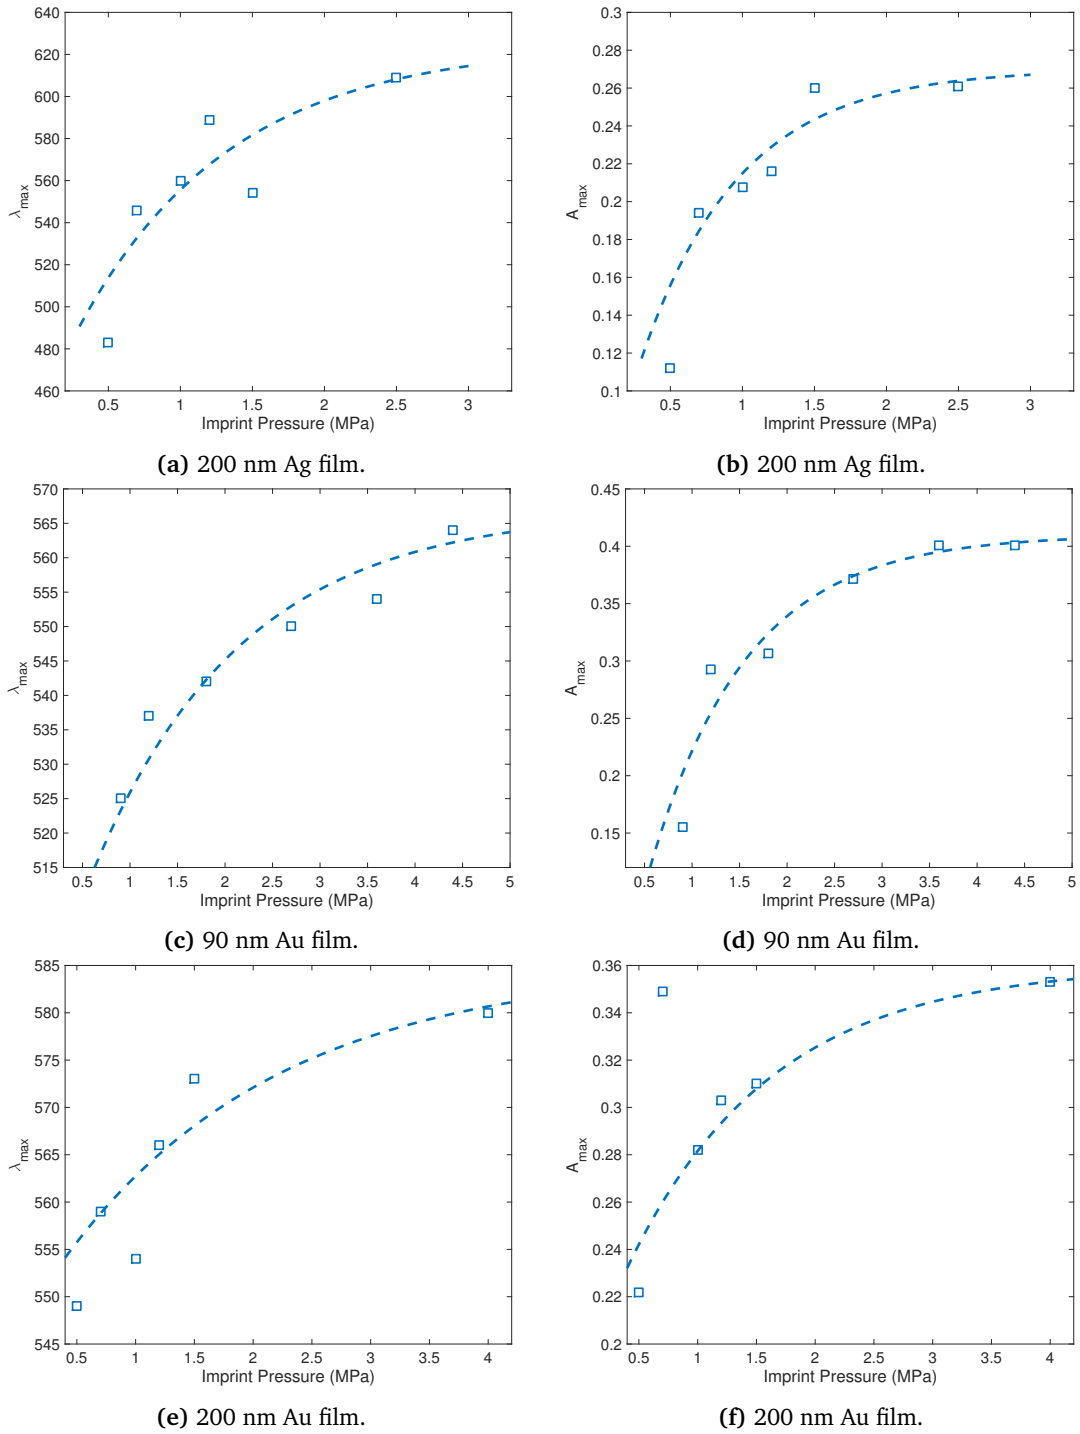 640
620
600
580
560
540
520
500
480
460
λmax
0.5 1 1.5 2 2.5 3
Imprint Pressure (MPa)
(a) 200 nm Ag film.
0.3
0.28
0.26
0.24
0.22
0.2
0.18
0.16
0.14
0.12
0.1
Amax
0.5 1 1.5 2 2.5 3
Imprint Pressure (MPa)
(b) 200 nm Ag film.
570
565
560
555
550
545
540
535
530
525
520
515
λmax
0.5 1 1.5 2 2.5 3 3.5 4 4.5 5
Imprint Pressure (MPa)
(c) 90 nm Au film.
0.45
0.4
0.35
0.3
0.25
0.2
0.15
Amax
0.5 1 1.5 2 2.5 3 3.5 4 4.5 5
Imprint Pressure (MPa)
(d) 90 nm Au film.
585
580
575
570
565
560
555
550
545
λmax
0.5 1 1.5 2 2.5 3 3.5 4
Imprint Pressure (MPa)
(e) 200 nm Au film.
0.36
0.34
0.32
0.3
0.28
0.26
0.24
0.22
0.2
Amax
0.5 1 1.5 2 2.5 3 3.5 4
Imprint Pressure (MPa)
(f) 200 nm Au film.